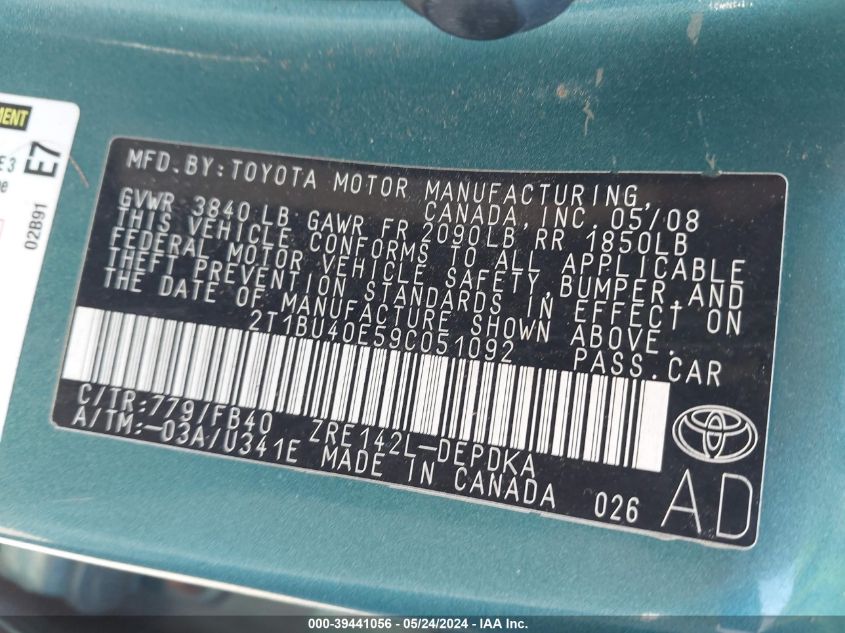 MENT
E 3
E7
02B91
MFD.BY:TOYOTA MOTOR MANUFACTURING,
CANADA,INC. 05/08
GVWR 3840 LB GAWR FR 2090LB RR 1850LB
THIS VEHICLE CONFORMS TO ALL APPLICABLE
FEDERAL MOTOR VEHICLE SAFETY,BUMPER,AND
THEFT PREVENTION STANDARDS IN EFFECT ON
THE DATE OF MANUFACTURE SHOWN ABOVE.
2T1BU40E59C051092 PASS.CAR
C/TR:779/FB40 ZRE142L-DEPDKA
A/TM:-03A/U341E MADE IN CANADA 026
AD
000-39441056 - 05/24/2024 - IAA Inc.